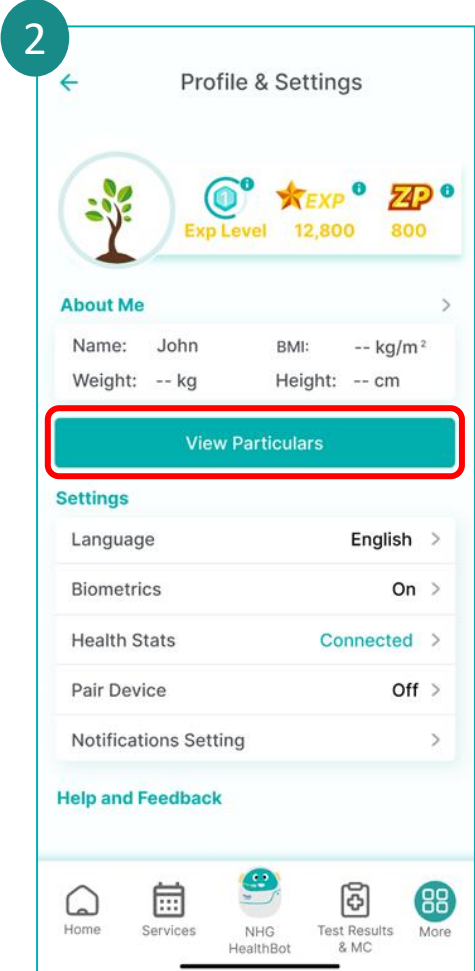 2
Profile & Settings
1
EXP
ZP
Exp Level 12,800 800
About Me
Name: John BMI: -- kg/m²
Weight: -- kg Height: -- cm
View Particulars
Settings
Language English
Biometrics On
Health Stats Connected
Pair Device Off
Notifications Setting
Help and Feedback
Home Services NHG HealthBot Test Results & MC More